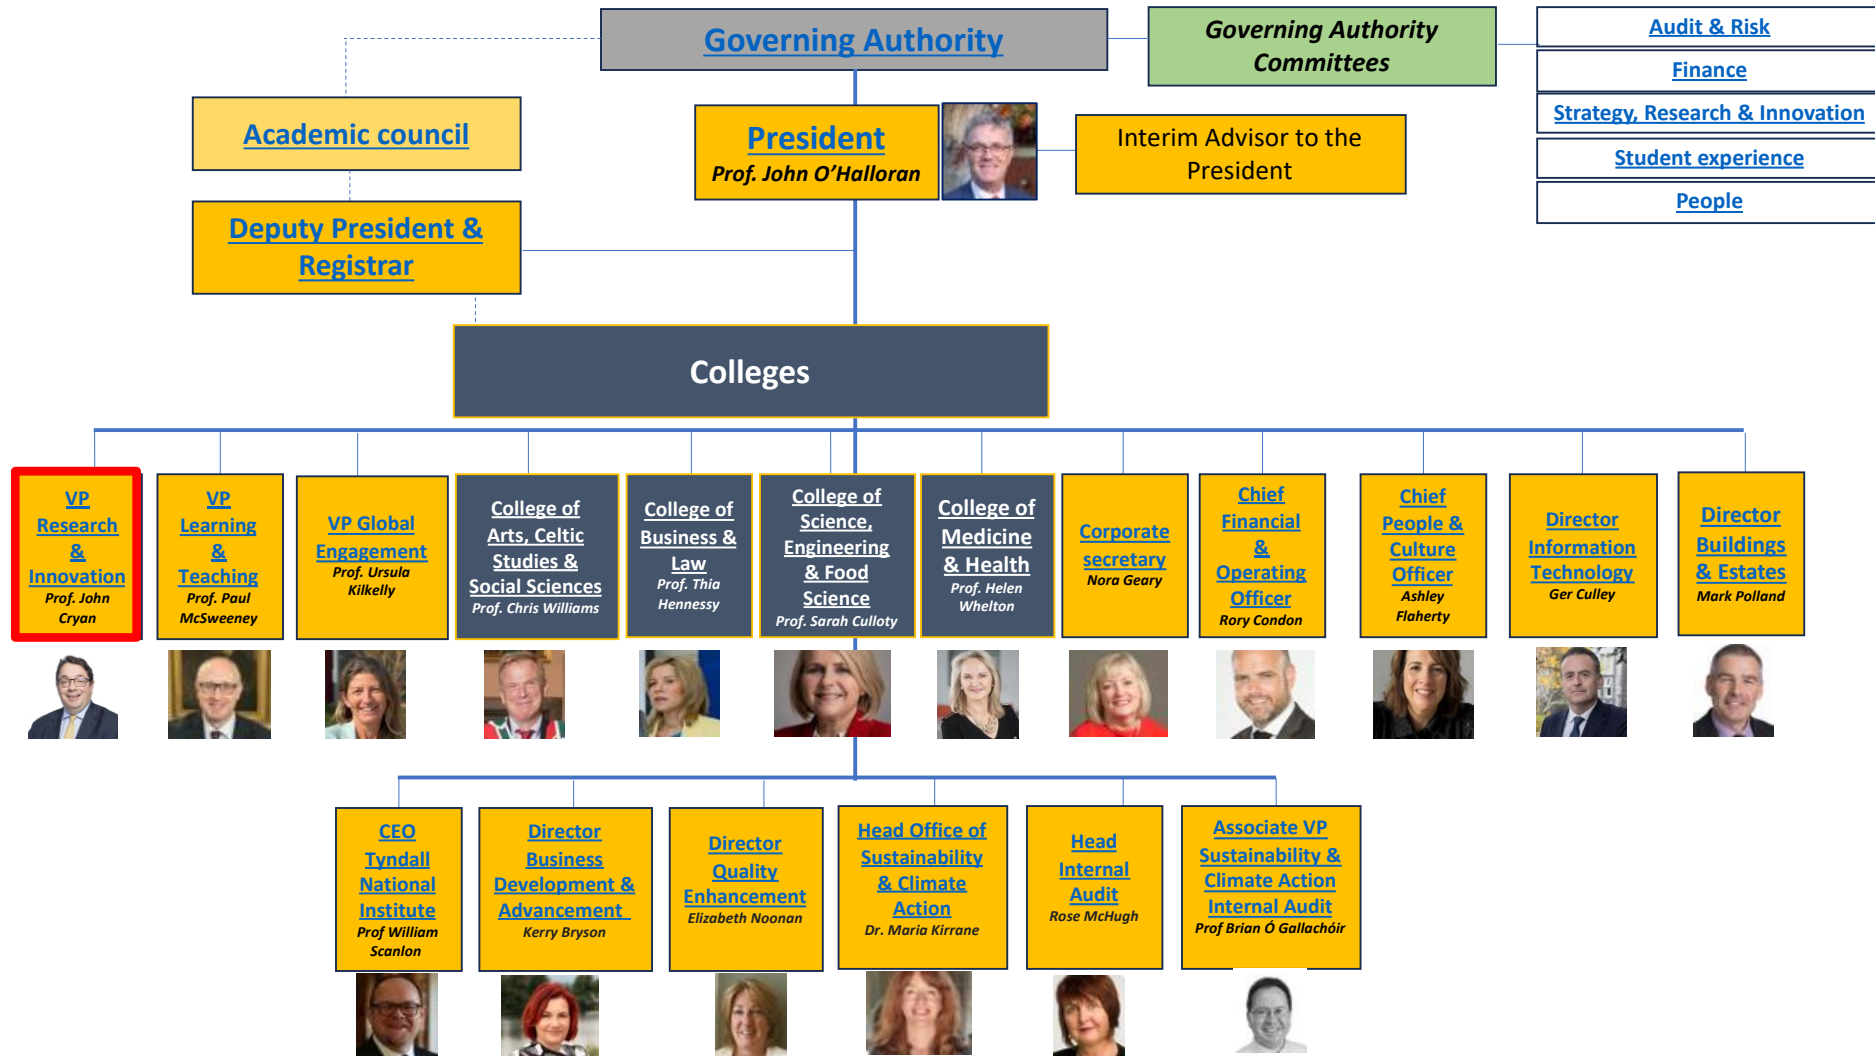 Governing Authority
Governing Authority
Committees
Audit & Risk
Finance
Strategy, Research & Innovation
Student experience
People
Academic council
President
Prof. John O’Halloran
Interim Advisor to the
President
Deputy President &
Registrar
Colleges
VP
Research
&
Innovation
Prof. John
Cryan
VP
Learning
&
Teaching
Prof. Paul
McSweeney
VP Global
Engagement
Prof. Ursula
Kilkelly
College of
Arts, Celtic
Studies &
Social Sciences
Prof. Chris Williams
College of
Business &
Law
Prof. Thia
Hennessy
College of
Science,
Engineering
& Food
Science
Prof. Sarah Culloty
College of
Medicine
& Health
Prof. Helen
Whelton
Corporate
secretary
Nora Geary
Chief
Financial
&
Operating
Officer
Rory Condon
Chief
People &
Culture
Officer
Ashley
Flaherty
Director
Information
Technology
Ger Culley
Director
Buildings
& Estates
Mark Polland
CEO
Tyndall
National
Institute
Prof William
Scanlon
Director
Business
Development &
Advancement
Kerry Bryson
Director
Quality
Enhancement
Elizabeth Noonan
Head Office of
Sustainability
& Climate
Action
Dr. Maria Kirrane
Head
Internal
Audit
Rose McHugh
Associate VP
Sustainability &
Climate Action
Internal Audit
Prof Brian Ó Gallachóir